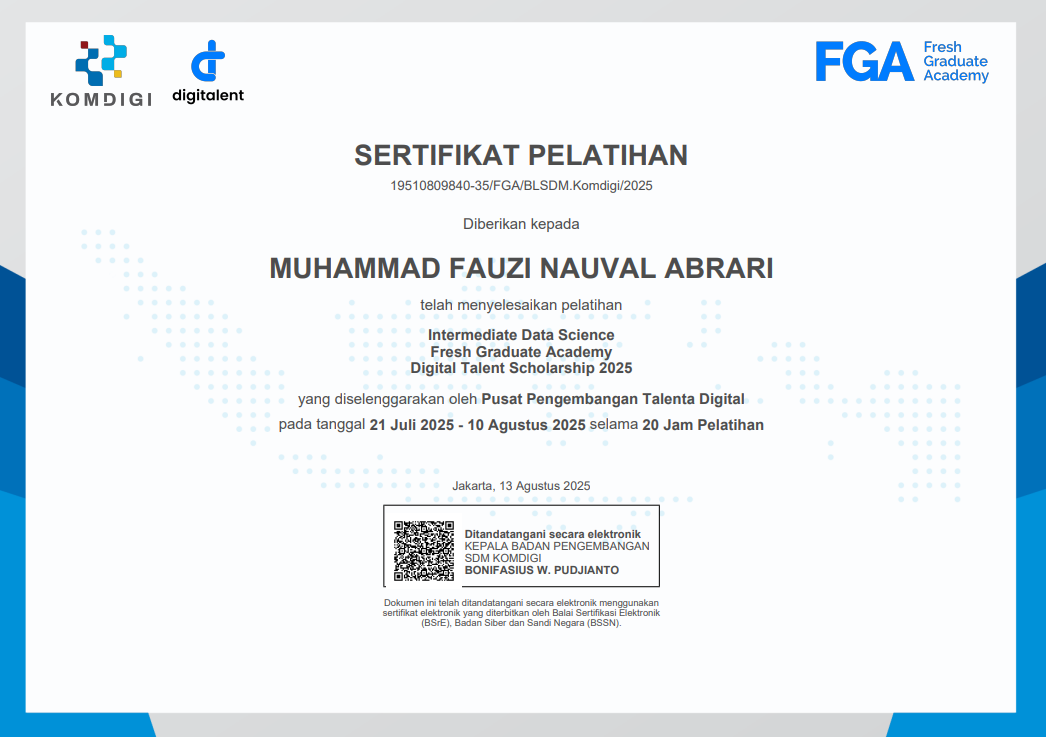 KOMDIGI
digitalent
FGA
Fresh
Graduate
Academy
SERTIFIKAT PELATIHAN
19510809840-35/FGA/BLSDM.Komdigi/2025
Diberikan kepada
MUHAMMAD FAUZI NAUVAL ABRARI
telah menyelesaikan pelatihan
Intermediate Data Science
Fresh Graduate Academy
Digital Talent Scholarship 2025
yang diselenggarakan oleh Pusat Pengembangan Talenta Digital
pada tanggal 21 Juli 2025 - 10 Agustus 2025 selama 20 Jam Pelatihan
Jakarta, 13 Agustus 2025
Ditandatangani secara elektronik
KEPALA BADAN PENGEMBANGAN
SDM KOMDIGI
BONIFASIUS W. PUDJIANTO
Dokumen ini telah ditandatangani secara elektronik menggunakan
sertifikat elektronik yang diterbitkan oleh Balai Sertifikasi Elektronik
(BSrE), Badan Siber dan Sandi Negara (BSSN).